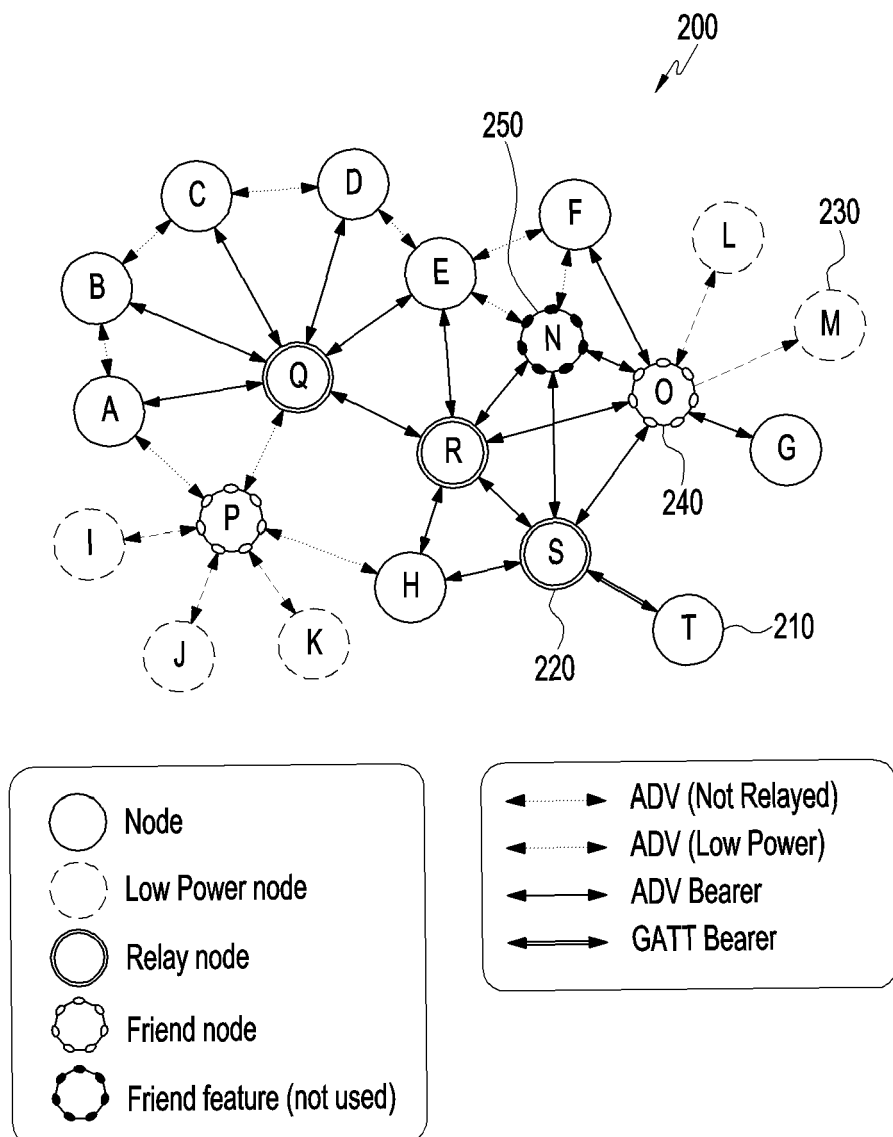 200
250
C
D
F
L
230
E
B
N
M
Q
O
A
R
G
240
P
I
S
H
T
210
J
K
220
Node
Low Power node
Relay node
Friend node
Friend feature (not used)
ADV (Not Relayed)
ADV (Low Power)
ADV Bearer
GATT Bearer